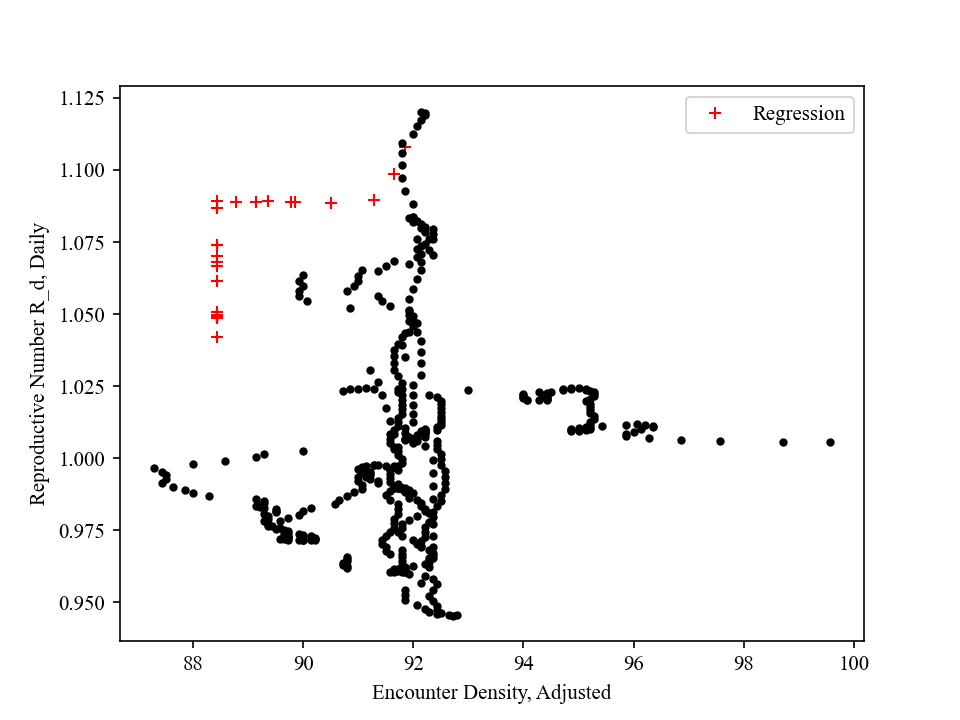 1.125
1.100
1.075
1.050
1.025
1.000
0.975
0.950
Reproductive Number R_d, Daily
Regression
88 90 92 94 96 98 100
Encounter Density, Adjusted